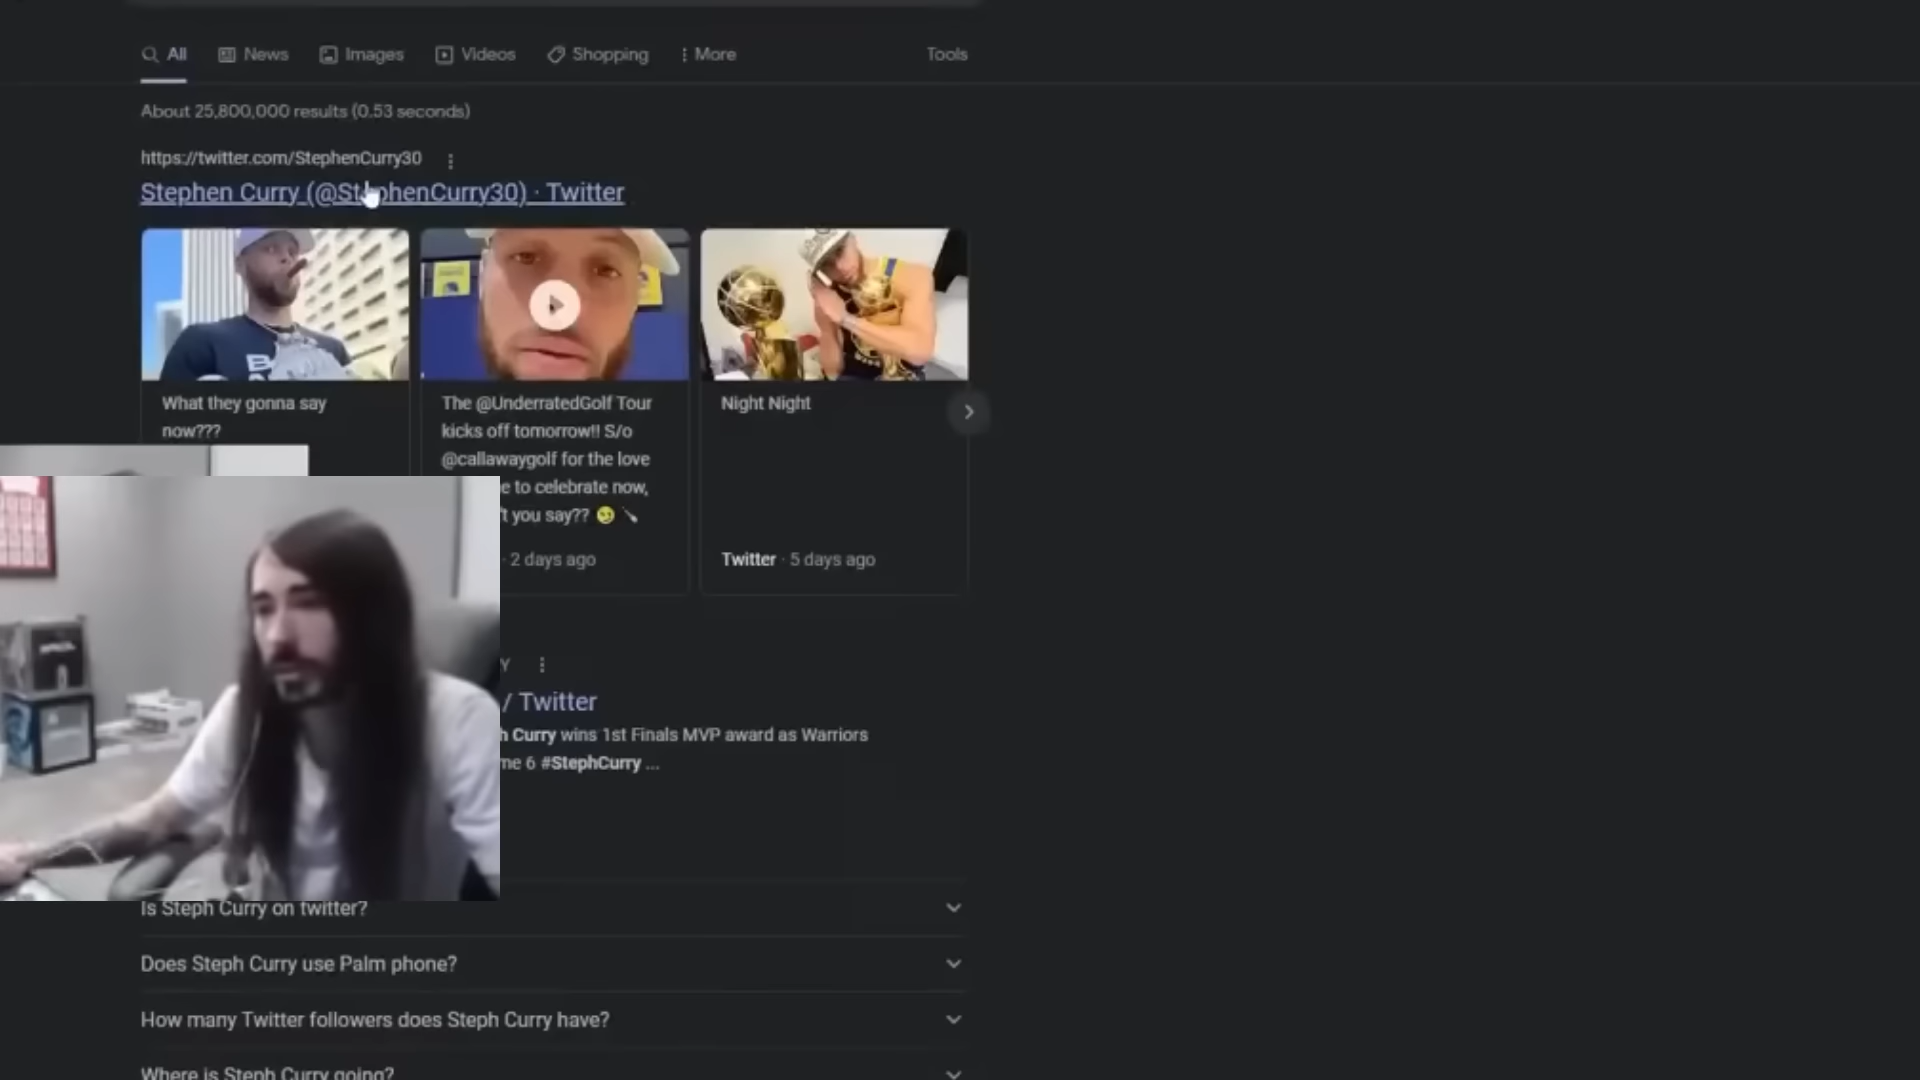 All News Images Videos Shopping More Tools
About 25,800,000 results (0.53 seconds)
https://twitter.com/StephenCurry30
Stephen Curry (@StephenCurry30) · Twitter
What they gonna say
now???
The @UnderratedGolf Tour
kicks off tomorrow!! S/o
@callawaygolf for the love
to celebrate now,
you say??
· 2 days ago
Night Night
Twitter · 5 days ago
/ Twitter
Curry wins 1st Finals MVP award as Warriors
6 #StephCurry ...
Is Steph Curry on twitter?
Does Steph Curry use Palm phone?
How many Twitter followers does Steph Curry have?
Where is Steph Curry going?